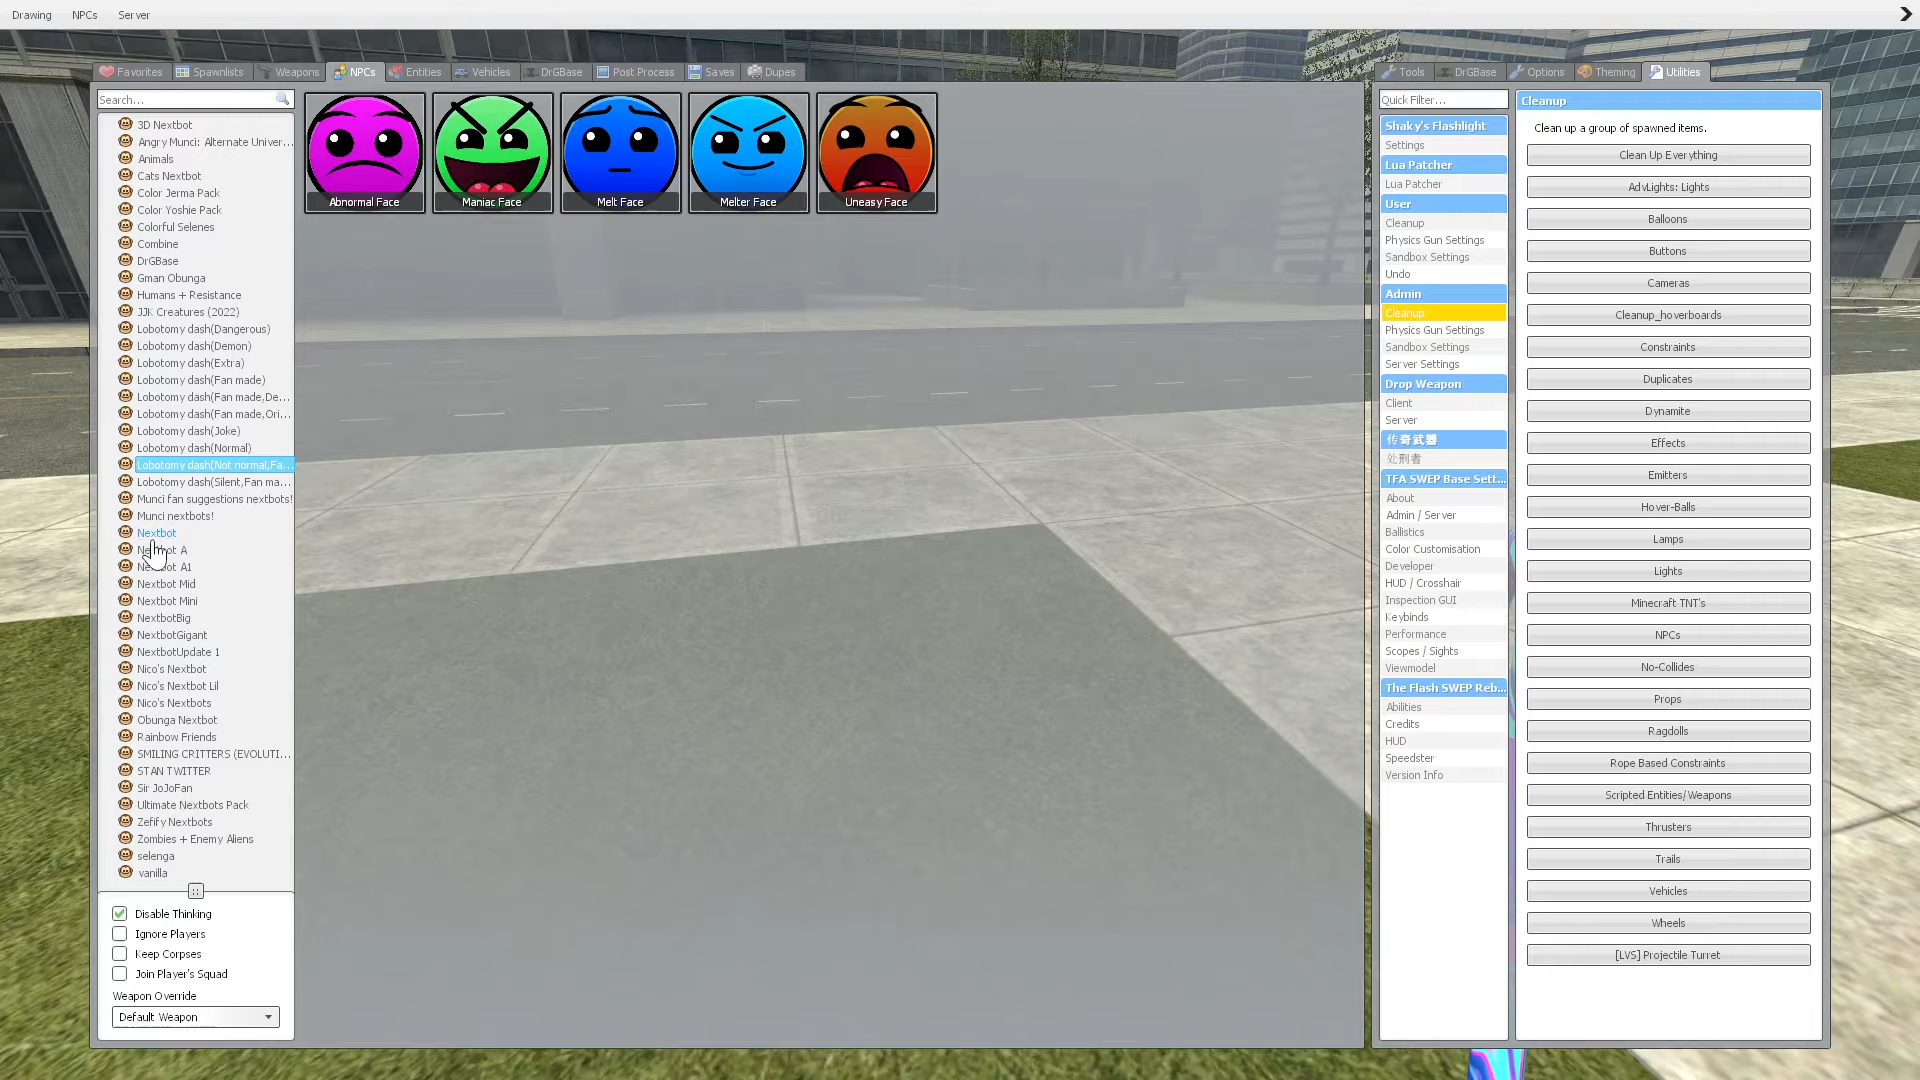 Drawing NPCs Server
Favorites Spawnlists Weapons NPCs Entities Vehicles DrGBase Post Process Saves Dupes
Search...
3D Nextbot
Angry Munci: Alternate Univer...
Animals
Cats Nextbot
Color Jerma Pack
Color Yoshie Pack
Colorful Selenes
Combine
DrGBase
Gman Obunga
Humans + Resistance
JJK Creatures (2022)
Lobotomy dash(Dangerous)
Lobotomy dash(Demon)
Lobotomy dash(Extra)
Lobotomy dash(Fan made)
Lobotomy dash(Fan made,De...
Lobotomy dash(Fan made,Ori...
Lobotomy dash(Joke)
Lobotomy dash(Normal)
Lobotomy dash(Not normal,Fa...
Lobotomy dash(Silent,Fan ma...
Munci fan suggestions nextbots!
Munci nextbots!
Nextbot
Nextbot A
Nextbot A1
Nextbot Mid
Nextbot Mini
NextbotBig
NextbotGigant
NextbotUpdate 1
Nico's Nextbot
Nico's Nextbot Lil
Nico's Nextbots
Obunga Nextbot
Rainbow Friends
SMILING CRITTERS (EVOLUTI...
STAN TWITTER
Sir JoJoFan
Ultimate Nextbots Pack
Zefify Nextbots
Zombies + Enemy Aliens
selenga
vanilla
Disable Thinking
Ignore Players
Keep Corpses
Join Player's Squad
Weapon Override
Default Weapon
Abnormal Face
Maniac Face
Melt Face
Melter Face
Uneasy Face
Tools DrGBase Options Theming Utilities
Quick Filter...
Shaky's Flashlight
Settings
Lua Patcher
Lua Patcher
User
Cleanup
Physics Gun Settings
Sandbox Settings
Undo
Admin
Cleanup
Physics Gun Settings
Sandbox Settings
Server Settings
Drop Weapon
Client
Server
传奇武器
处刑者
TFA SWEP Base Sett...
About
Admin / Server
Ballistics
Color Customisation
Developer
HUD / Crosshair
Inspection GUI
Keybinds
Performance
Scopes / Sights
Viewmodel
The Flash SWEP Reb...
Abilities
Credits
HUD
Speedster
Version Info
Cleanup
Clean up a group of spawned items.
Clean Up Everything
AdvLights: Lights
Balloons
Buttons
Cameras
Cleanup_hoverboards
Constraints
Duplicates
Dynamite
Effects
Emitters
Hover-Balls
Lamps
Lights
Minecraft TNT's
NPCs
No-Collides
Props
Ragdolls
Rope Based Constraints
Scripted Entities/Weapons
Thrusters
Trails
Vehicles
Wheels
[LVS] Projectile Turret